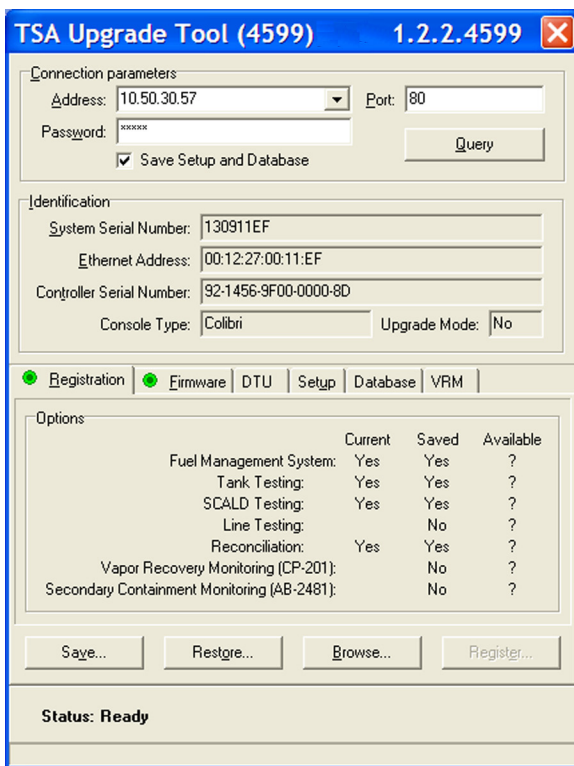 TSA Upgrade Tool (4599) 1.2.2.4599
Connection parameters
Address: 10.50.30.57 Port: 80
Password: xxxxx Query
Save Setup and Database
Identification
System Serial Number: 130911EF
Ethernet Address: 00:12:27:00:11:EF
Controller Serial Number: 92-1456-9F00-0000-8D
Console Type: Colibri Upgrade Mode: No
Registration Firmware DTU Setup Database VRM
Options
Current Saved Available
Fuel Management System: Yes Yes ?
Tank Testing: Yes Yes ?
SCALD Testing: Yes Yes ?
Line Testing: No ?
Reconciliation: Yes Yes ?
Vapor Recovery Monitoring (CP-201): No ?
Secondary Containment Monitoring (AB-2481): No ?
Save... Restore... Browse... Register...
Status: Ready